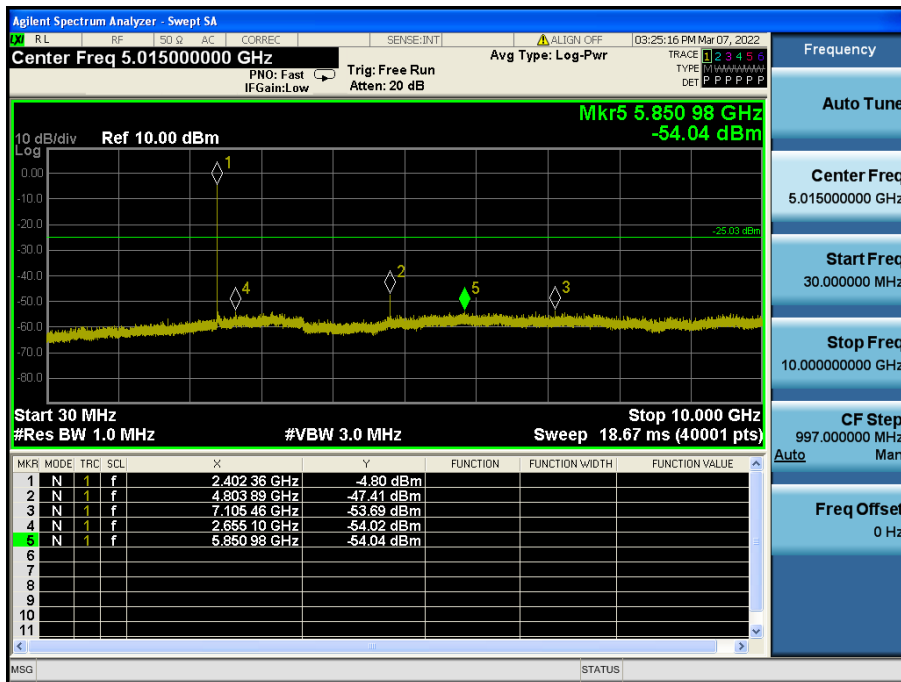 Agilent Spectrum Analyzer - Swept SA
LXI RL RF 50 Ω AC CORREC SENSE:INT ALIGN OFF 03:25:16 PM Mar 07, 2022
Center Freq 5.015000000 GHz
PNO: Fast
IFGain:Low
Trig: Free Run
Atten: 20 dB
Avg Type: Log-Pwr
TRACE 1 2 3 4 5 6
TYPE M WWWWW
DET P P P P P P
Mkr5 5.850 98 GHz
-54.04 dBm
10 dB/div Ref 10.00 dBm
Log
0.00
-10.0
-20.0
-30.0
-40.0
-50.0
-60.0
-70.0
-80.0
-25.03 dBm
1
4
2
5
3
Start 30 MHz Stop 10.000 GHz
#Res BW 1.0 MHz #VBW 3.0 MHz Sweep 18.67 ms (40001 pts)
MKR MODE TRC SCL X Y FUNCTION FUNCTION WIDTH FUNCTION VALUE
1 N 1 f 2.402 36 GHz -4.80 dBm
2 N 1 f 4.803 89 GHz -47.41 dBm
3 N 1 f 7.105 46 GHz -53.69 dBm
4 N 1 f 2.655 10 GHz -54.02 dBm
5 N 1 f 5.850 98 GHz -54.04 dBm
6
7
8
9
10
11
MSG STATUS
Frequency
Auto Tune
Center Freq
5.015000000 GHz
Start Freq
30.000000 MHz
Stop Freq
10.000000000 GHz
CF Step
997.000000 MHz
Auto Man
Freq Offset
0 Hz